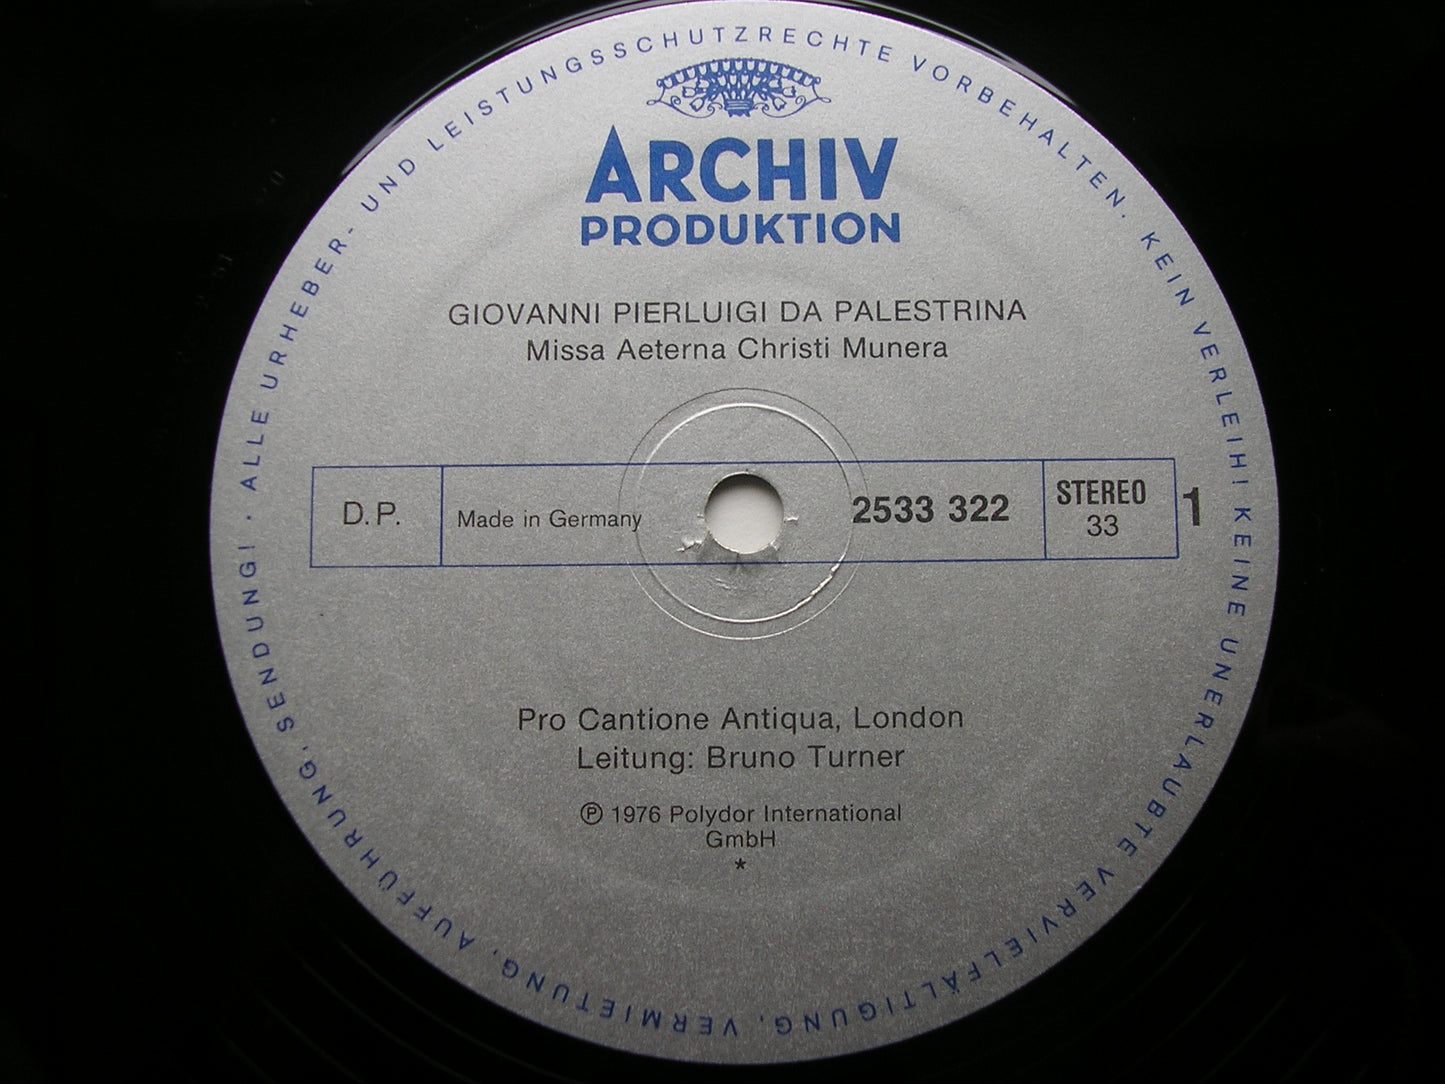 ALLE URHEBER- UND LEISTUNGSSCHUTZRECHTE VORBEHALTEN. KEIN VERLEIH! KEINE UNERLAUBTE VERVIELFÄLTIGUNG, VERMIETUNG, AUFFÜHRUNG, SENDUNG! ·
ARCHIV
PRODUKTION
GIOVANNI PIERLUIGI DA PALESTRINA
Missa Aeterna Christi Munera
D.P.
Made in Germany
2533 322
STEREO
33
1
Pro Cantione Antiqua, London
Leitung: Bruno Turner
℗ 1976 Polydor International
GmbH
*